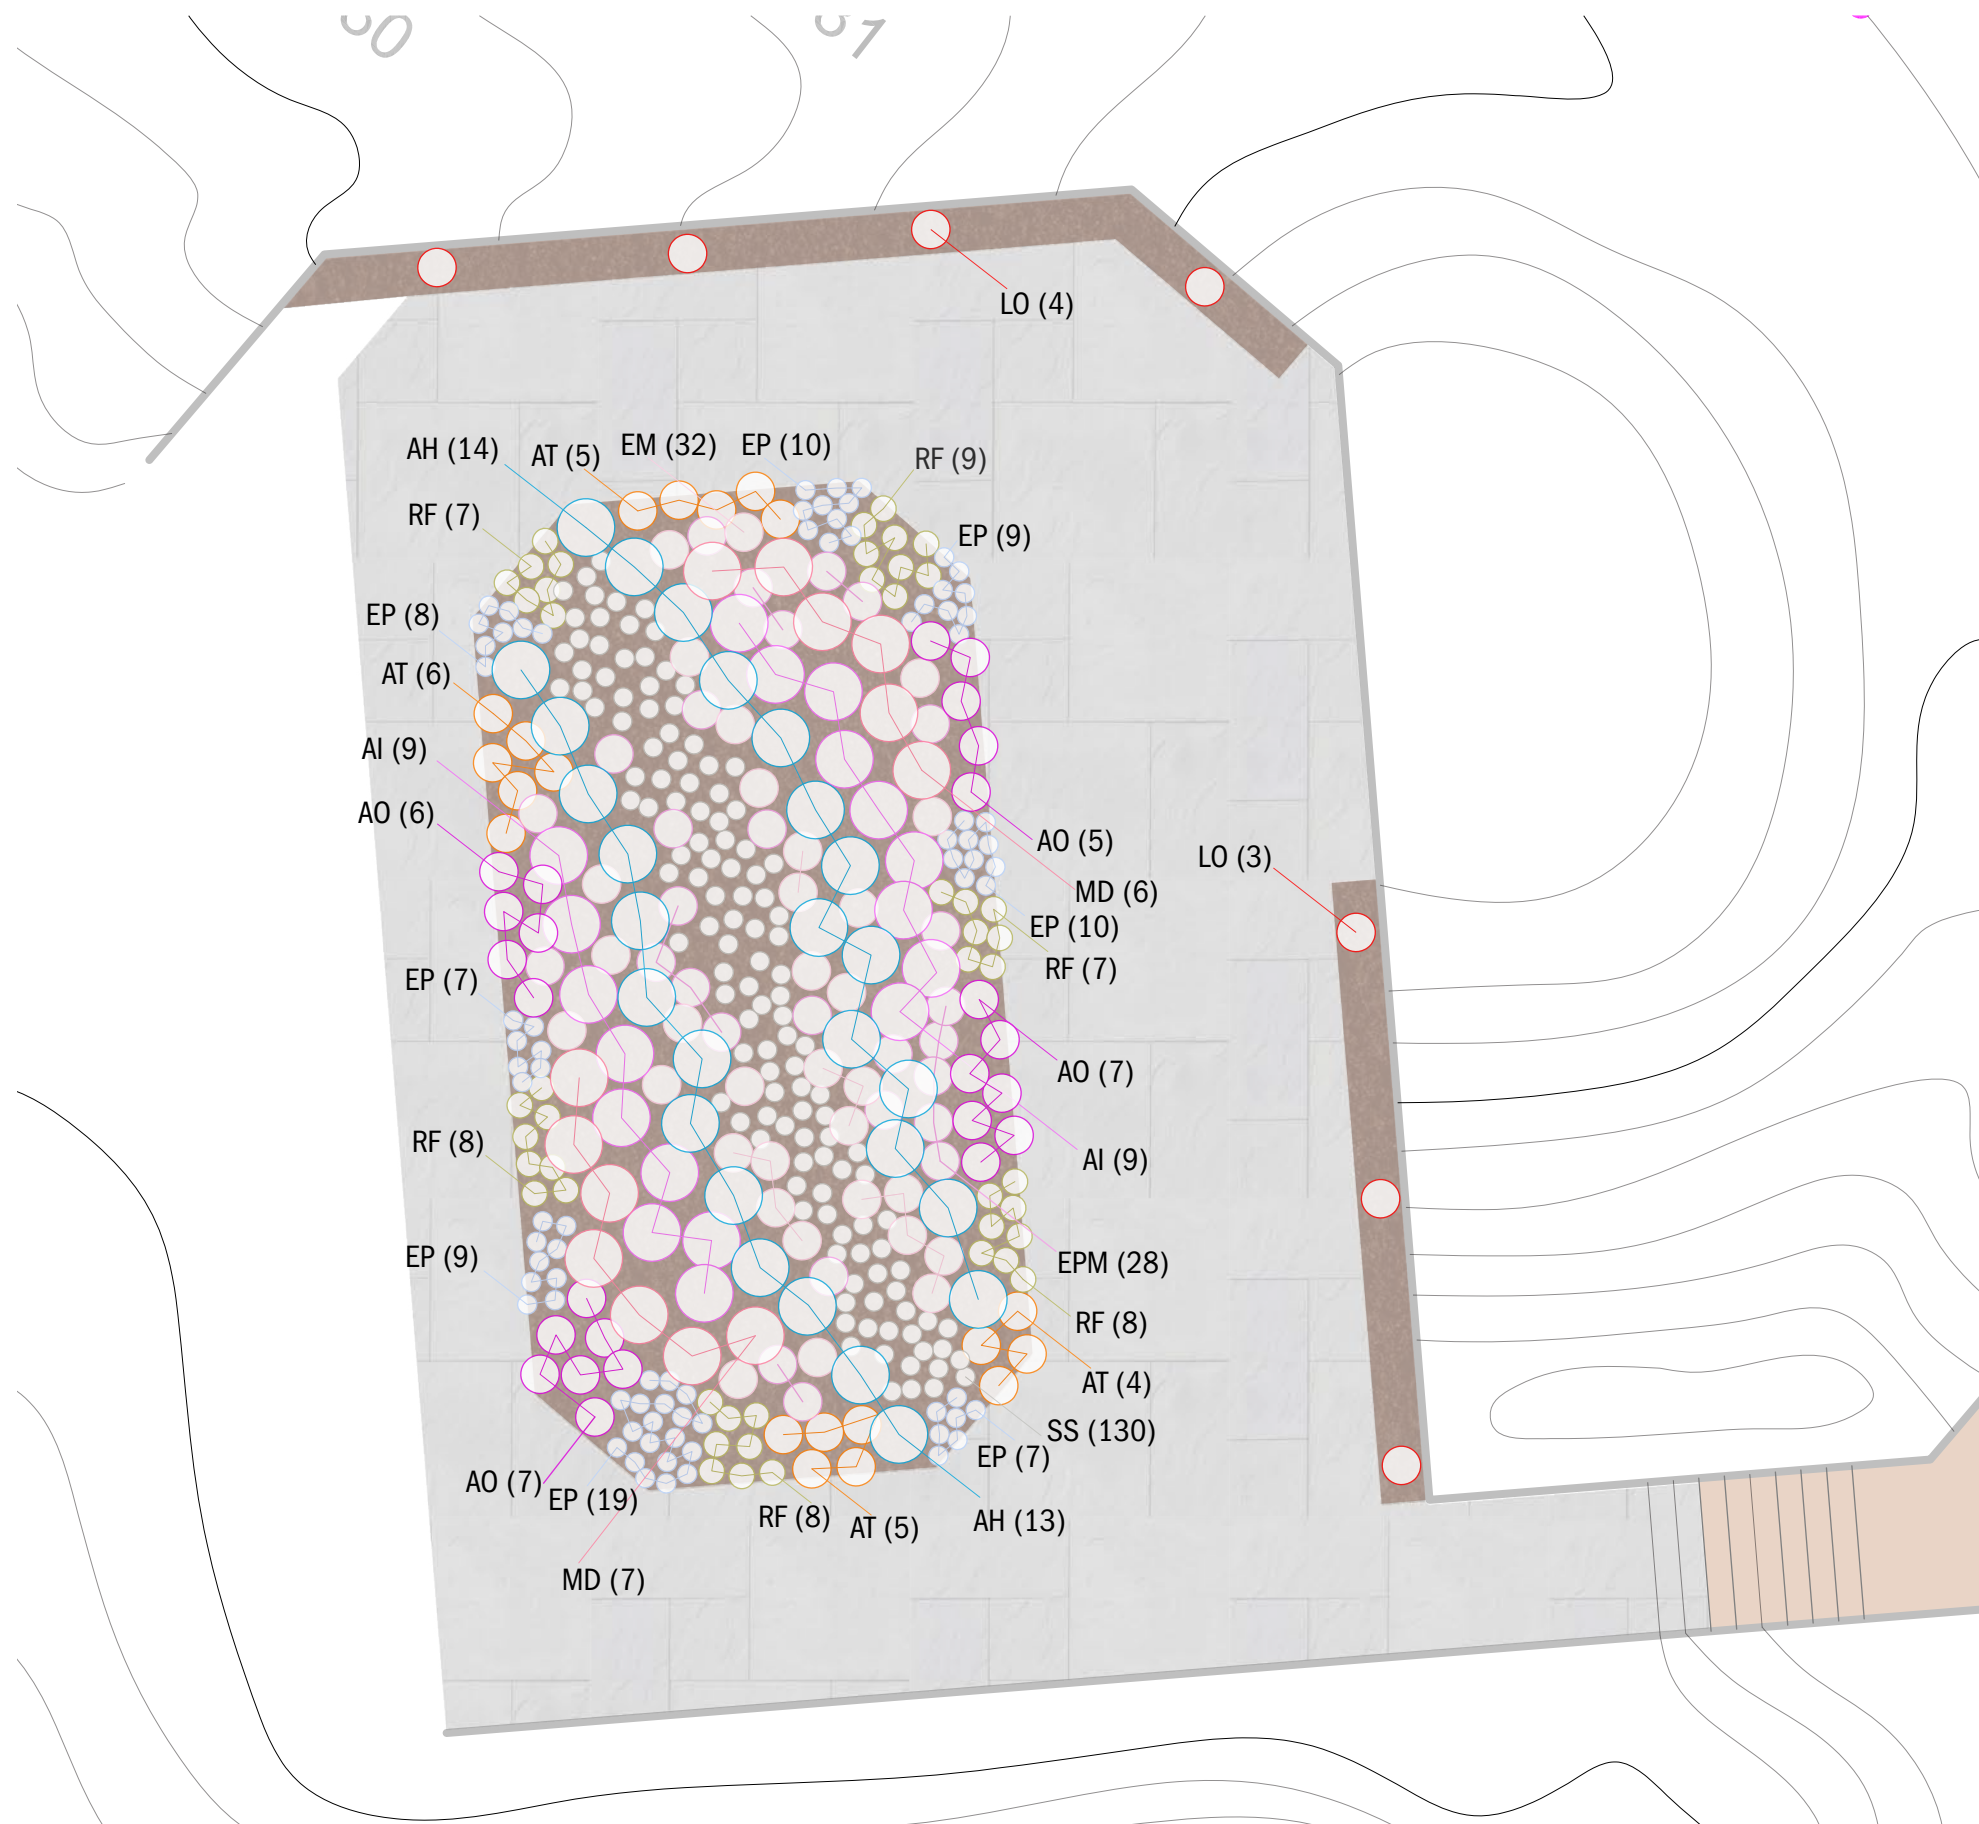 81
LO (4)
AH (14)
AT (5)
EM (32)
EP (10)
RF (9)
RF (7)
EP (9)
EP (8)
AT (6)
AI (9)
AO (6)
AO (5)
LO (3)
MD (6)
EP (10)
RF (7)
EP (7)
AO (7)
RF (8)
AI (9)
EP (9)
EPM (28)
RF (8)
AT (4)
SS (130)
EP (7)
AO (7)
EP (19)
RF (8)
AT (5)
AH (13)
MD (7)